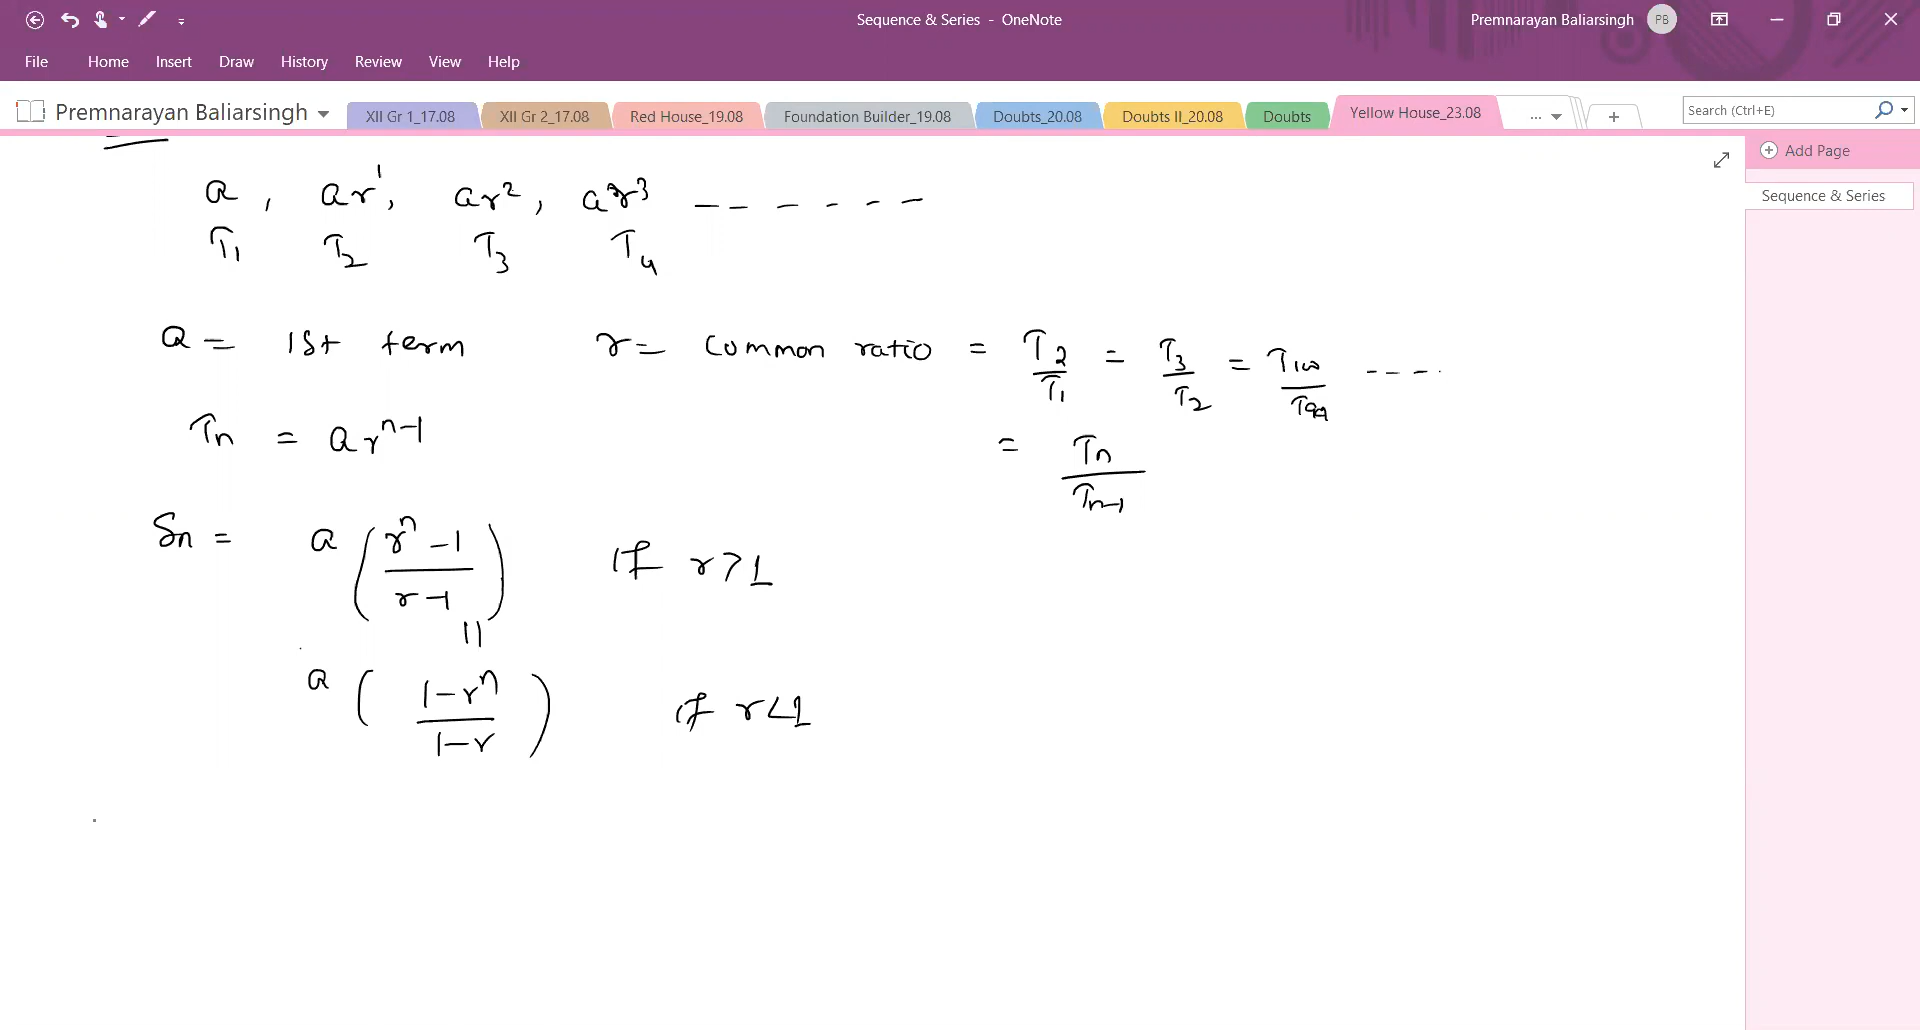 Sequence & Series - OneNote
Premnarayan Baliarsingh PB
File Home Insert Draw History Review View Help
Premnarayan Baliarsingh XII Gr 1_17.08 XII Gr 2_17.08 Red House_19.08 Foundation Builder_19.08 Doubts_20.08 Doubts II_20.08 Doubts Yellow House_23.08 ... + Search (Ctrl+E)
Add Page
Sequence & Series
a , ar¹, ar², ar³ -------
T₁ T₂ T₃ T₄
a = 1st term r = common ratio = T₂/T₁ = T₃/T₂ = T₁₀₀/T₉₉ ----
Tn = ar^(n-1) = Tn/Tn-1
Sn = a ( (r^n - 1)/(r - 1) ) if r > 1
||
a ( (1 - r^n)/(1 - r) ) if r < 1